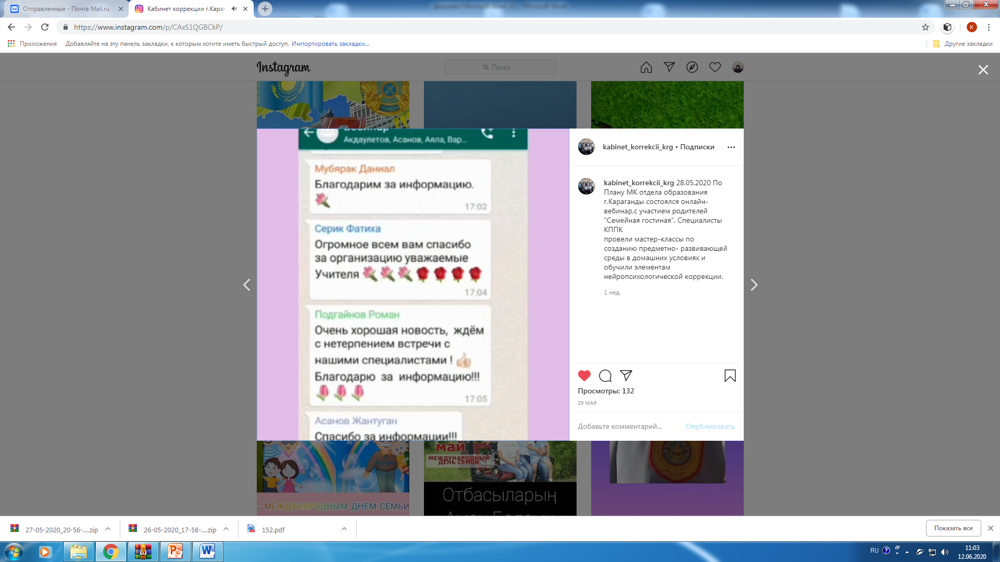 Отправленные - Почта Mail.ru
Кабинет коррекции г.Кара
https://www.instagram.com/p/CAxS1QGBCkP/
K
Приложения
Добавляйте на эту панель закладки, к которым хотите иметь быстрый доступ. Импортировать закладки...
Другие закладки
Instagram
Поиск
Акдаулетов, Асанов, Аяла, Вар...
Мубярак Даниал
Благодарим за информацию.
17:02
Серик Фатиха
Огромное всем вам спасибо
за организацию уважаемые
Учителя
17:04
Подгайнов Роман
Очень хорошая новость, ждём
с нетерпением встречи с
нашими специалистами !
Благодарю за информацию!!!
17:05
Асанов Жантуган
Спасибо за информации!!!
kabinet_korrekcii_krg • Подписки
kabinet_korrekcii_krg 28.05.2020 По
Плану МК отдела образования
г.Караганды состоялся онлайн-
вебинар,с участием родителей
"Семейная гостиная". Специалисты
КППК
провели мастер-классы по
созданию предметно- развивающей
среды в домашних условиях и
обучили элементам
нейропсихологической коррекции.
1 нед.
Просмотры: 132
29 МАЯ
Добавьте комментарий...
Опубликовать
С МЕЖДУНАРОДНЫМ ДНЕМ СЕМЬИ
май
МЕЖДУНАРОДНЫЙ
ДЕНЬ СЕМЬИ
Отбасыларың
27-05-2020_20-56-....zip
26-05-2020_17-58-....zip
152.pdf
Показать все
RU
11:03
12.06.2020